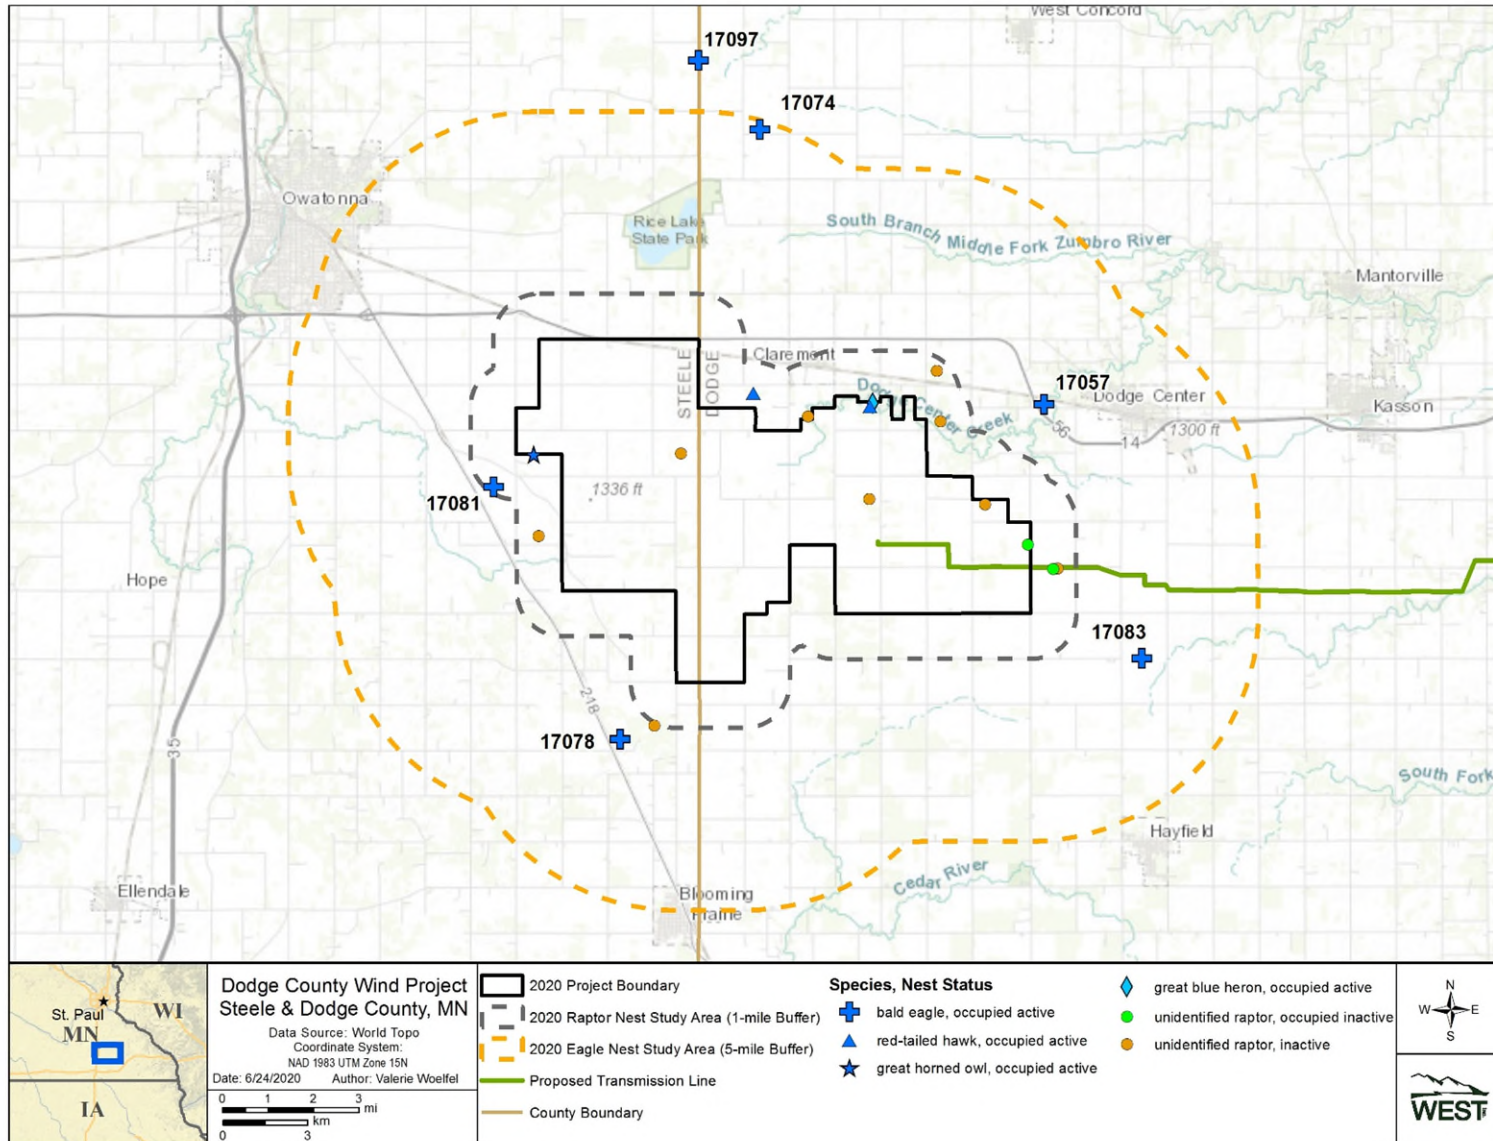 West Concord
17097
17074
Owatonna
Rice Lake
State Park
South Branch Middle Fork Zumbro River
Mantorville
STEELE
DODGE
Claremont
17057
Dodge Center
Dodge Center Creek
Kasson
56
14
1300 ft
17081
1336 ft
Hope
17083
218
17078
35
South Fork
Hayfield
Cedar River
Ellendale
Blooming
Prairie
St. Paul
MN
WI
IA
Dodge County Wind Project
Steele & Dodge County, MN
Data Source: World Topo
Coordinate System:
NAD 1983 UTM Zone 15N
Date: 6/24/2020 Author: Valerie Woelfel
0 1 2 3 mi
km
0 3
2020 Project Boundary
2020 Raptor Nest Study Area (1-mile Buffer)
2020 Eagle Nest Study Area (5-mile Buffer)
Proposed Transmission Line
County Boundary
Species, Nest Status
bald eagle, occupied active
red-tailed hawk, occupied active
great horned owl, occupied active
great blue heron, occupied active
unidentified raptor, occupied inactive
unidentified raptor, inactive
N
W E
S
WEST